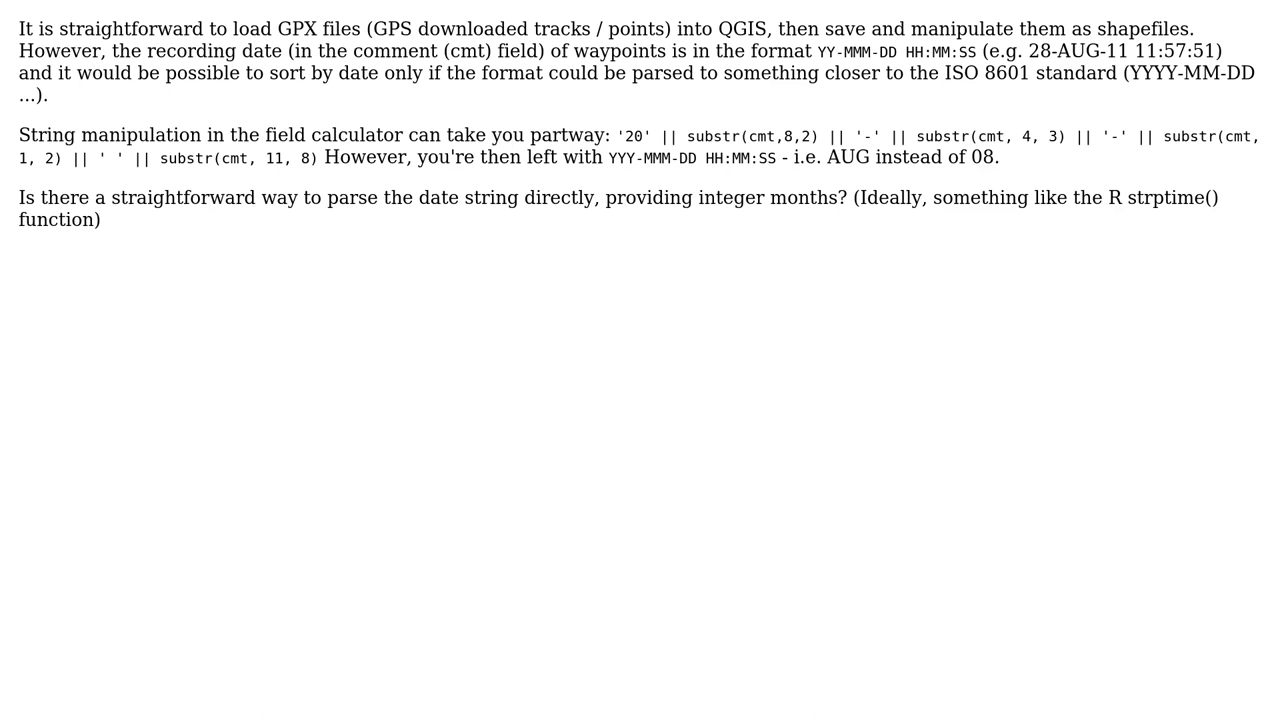 It is straightforward to load GPX files (GPS downloaded tracks / points) into QGIS, then save and manipulate them as shapefiles.
However, the recording date (in the comment (cmt) field) of waypoints is in the format YY-MMM-DD HH:MM:SS (e.g. 28-AUG-11 11:57:51)
and it would be possible to sort by date only if the format could be parsed to something closer to the ISO 8601 standard (YYYY-MM-DD
...).
String manipulation in the field calculator can take you partway: '20' || substr(cmt,8,2) || '-' || substr(cmt, 4, 3) || '-' || substr(cmt,
1, 2) || ' ' || substr(cmt, 11, 8) However, you're then left with YYY-MMM-DD HH:MM:SS - i.e. AUG instead of 08.
Is there a straightforward way to parse the date string directly, providing integer months? (Ideally, something like the R strptime()
function)